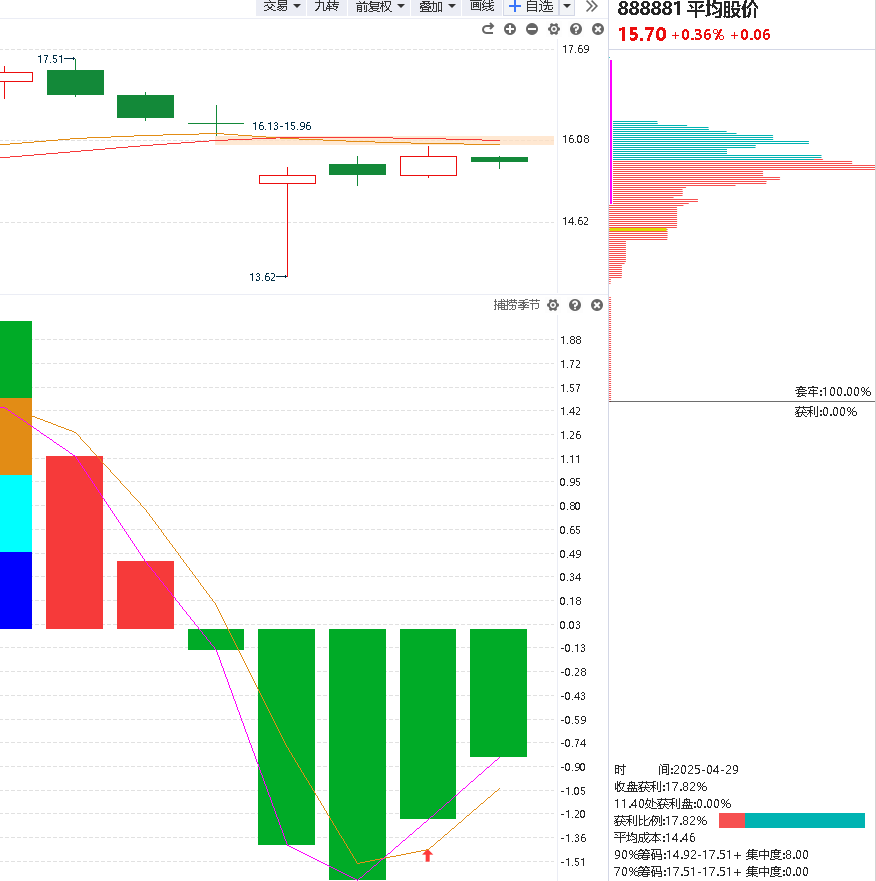 交易 九转 前复权 叠加 画线 自选
888881 平均股价
15.70 +0.36% +0.06
17.69
17.51
16.13-15.96
16.08
14.62
13.62
捕捞季节
1.88
1.72
1.57
1.42
1.26
1.11
0.95
0.80
0.65
0.49
0.34
0.18
0.03
-0.13
-0.28
-0.43
-0.59
-0.74
-0.90
-1.05
-1.20
-1.36
-1.51
套牢:100.00%
获利:0.00%
时 间:2025-04-29
收盘获利:17.82%
11.40处获利盘:0.00%
获利比例:17.82%
平均成本:14.46
90%筹码:14.92-17.51+ 集中度:8.00
70%筹码:17.51-17.51+ 集中度:0.00